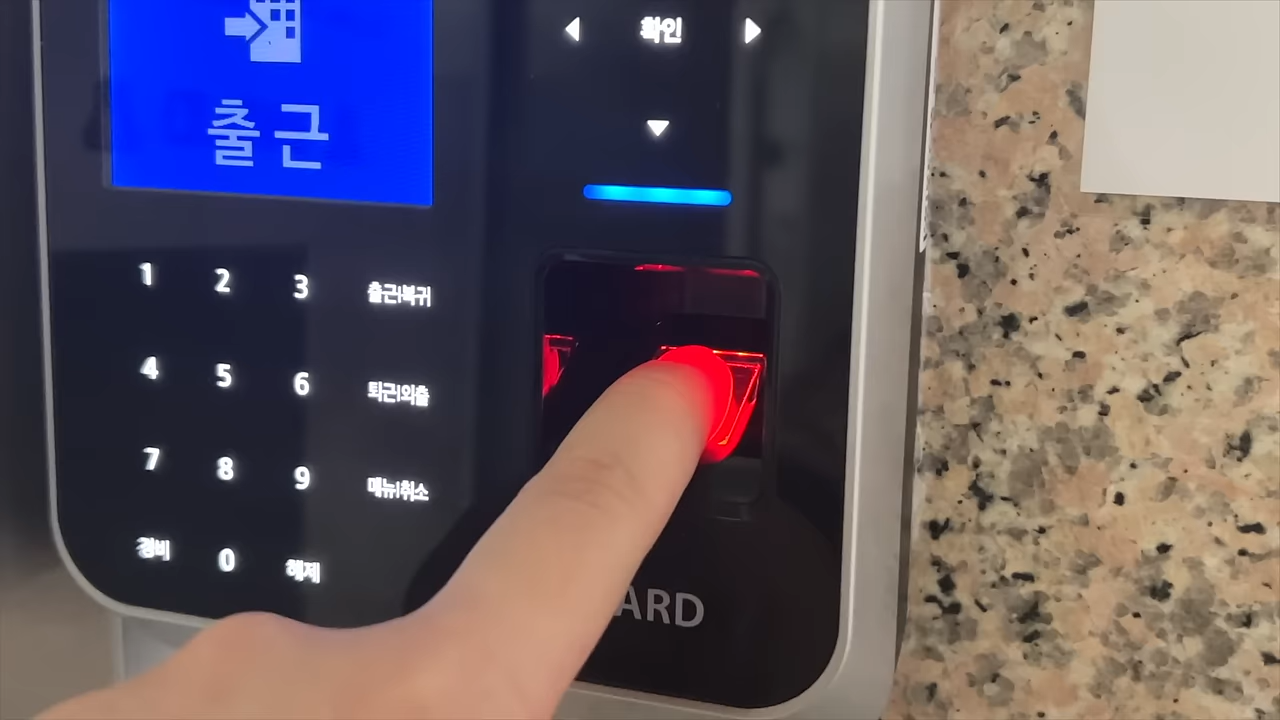 출근
확인
1 2 3 출근|복귀
4 5 6 퇴근|외출
7 8 9 메뉴|취소
경비 0 해제
ARD